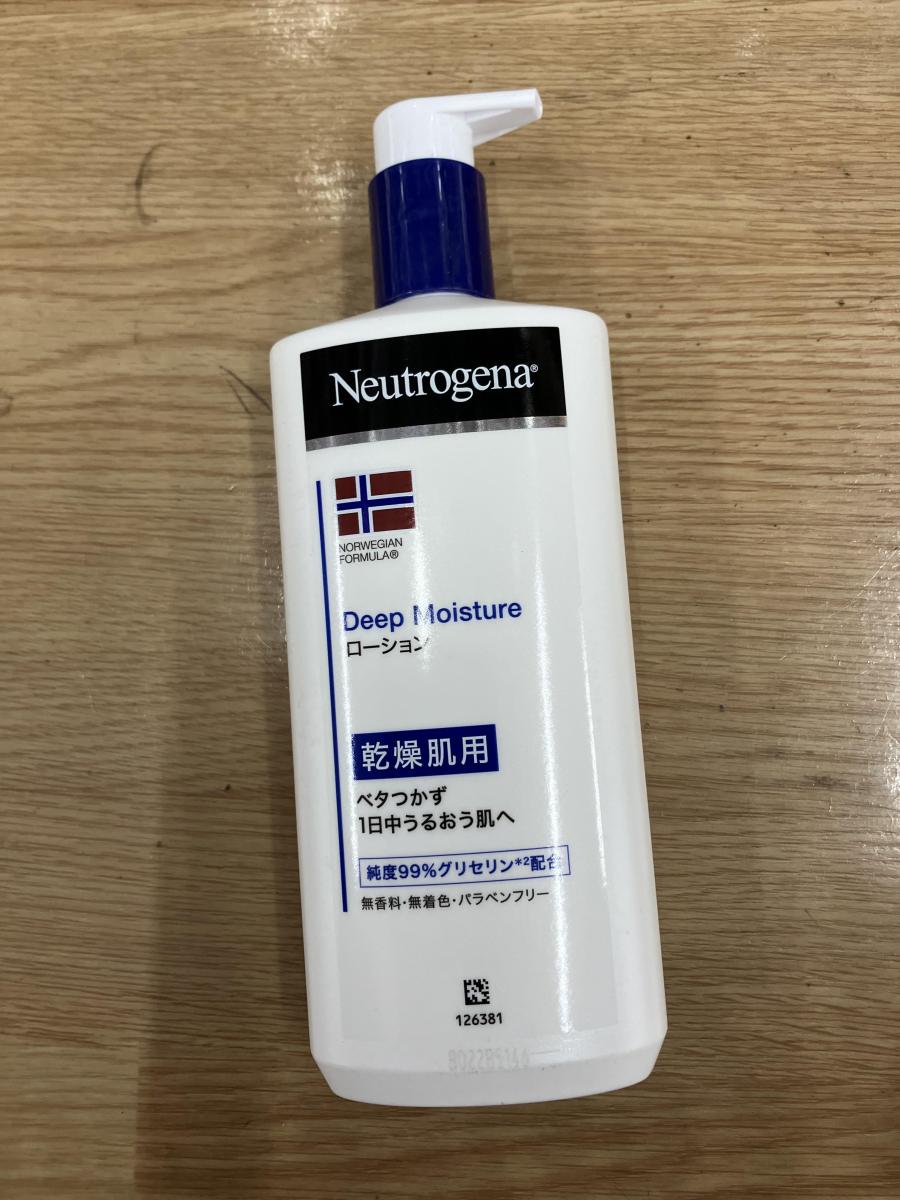 Neutrogena®
NORWEGIAN
FORMULA®
Deep Moisture
ローション
乾燥肌用
ベタつかず
1日中うるおう肌へ
純度99%グリセリン*2配合
無香料・無着色・パラベンフリー
126381